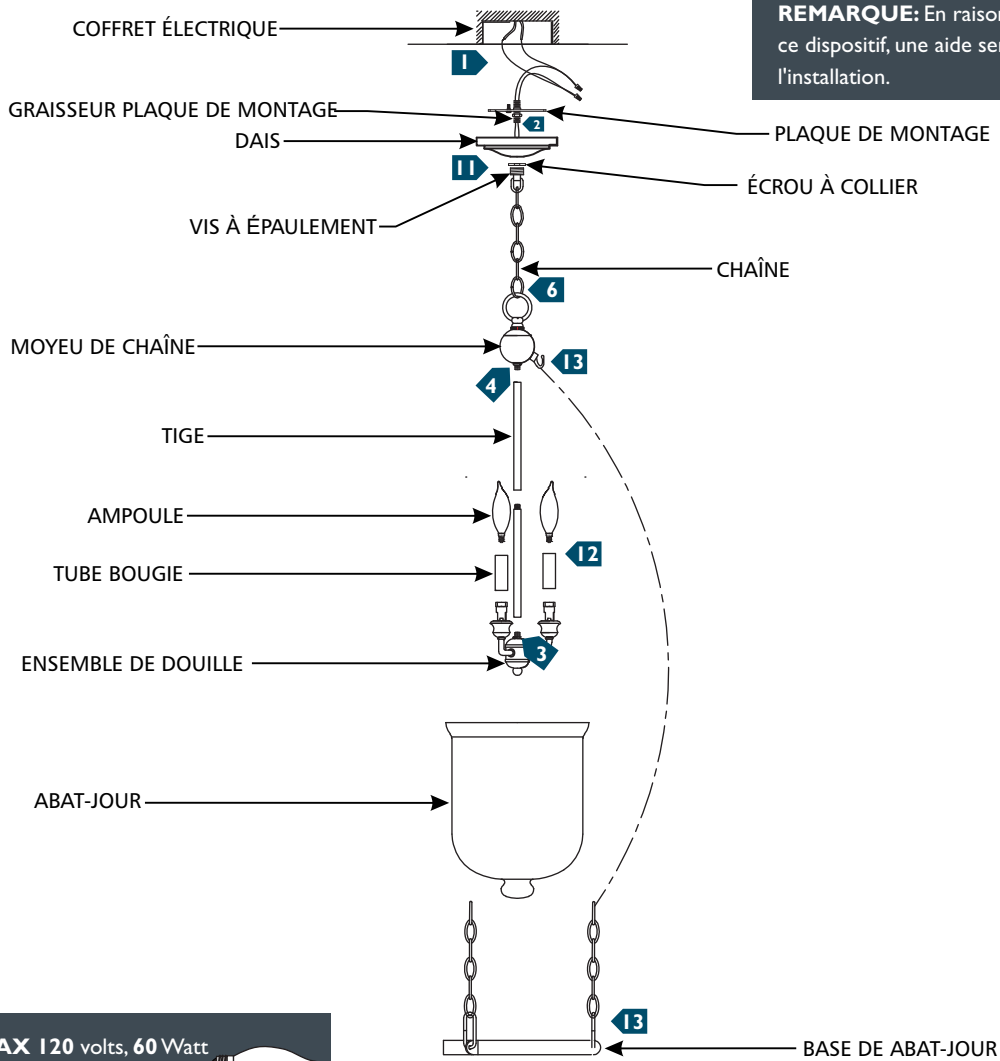 COFFRET ÉLECTRIQUE
REMARQUE: En raison
ce dispositif, une aide
l'installation.
1
GRAISSEUR PLAQUE DE MONTAGE
2
PLAQUE DE MONTAGE
DAIS
11
ÉCROU À COLLIER
VIS À ÉPAULEMENT
CHAÎNE
6
MOYEU DE CHAÎNE
13
4
TIGE
AMPOULE
12
TUBE BOUGIE
3
ENSEMBLE DE DOUILLE
ABAT-JOUR
13
120 volts, 60 Watt
BASE DE ABAT-JOUR